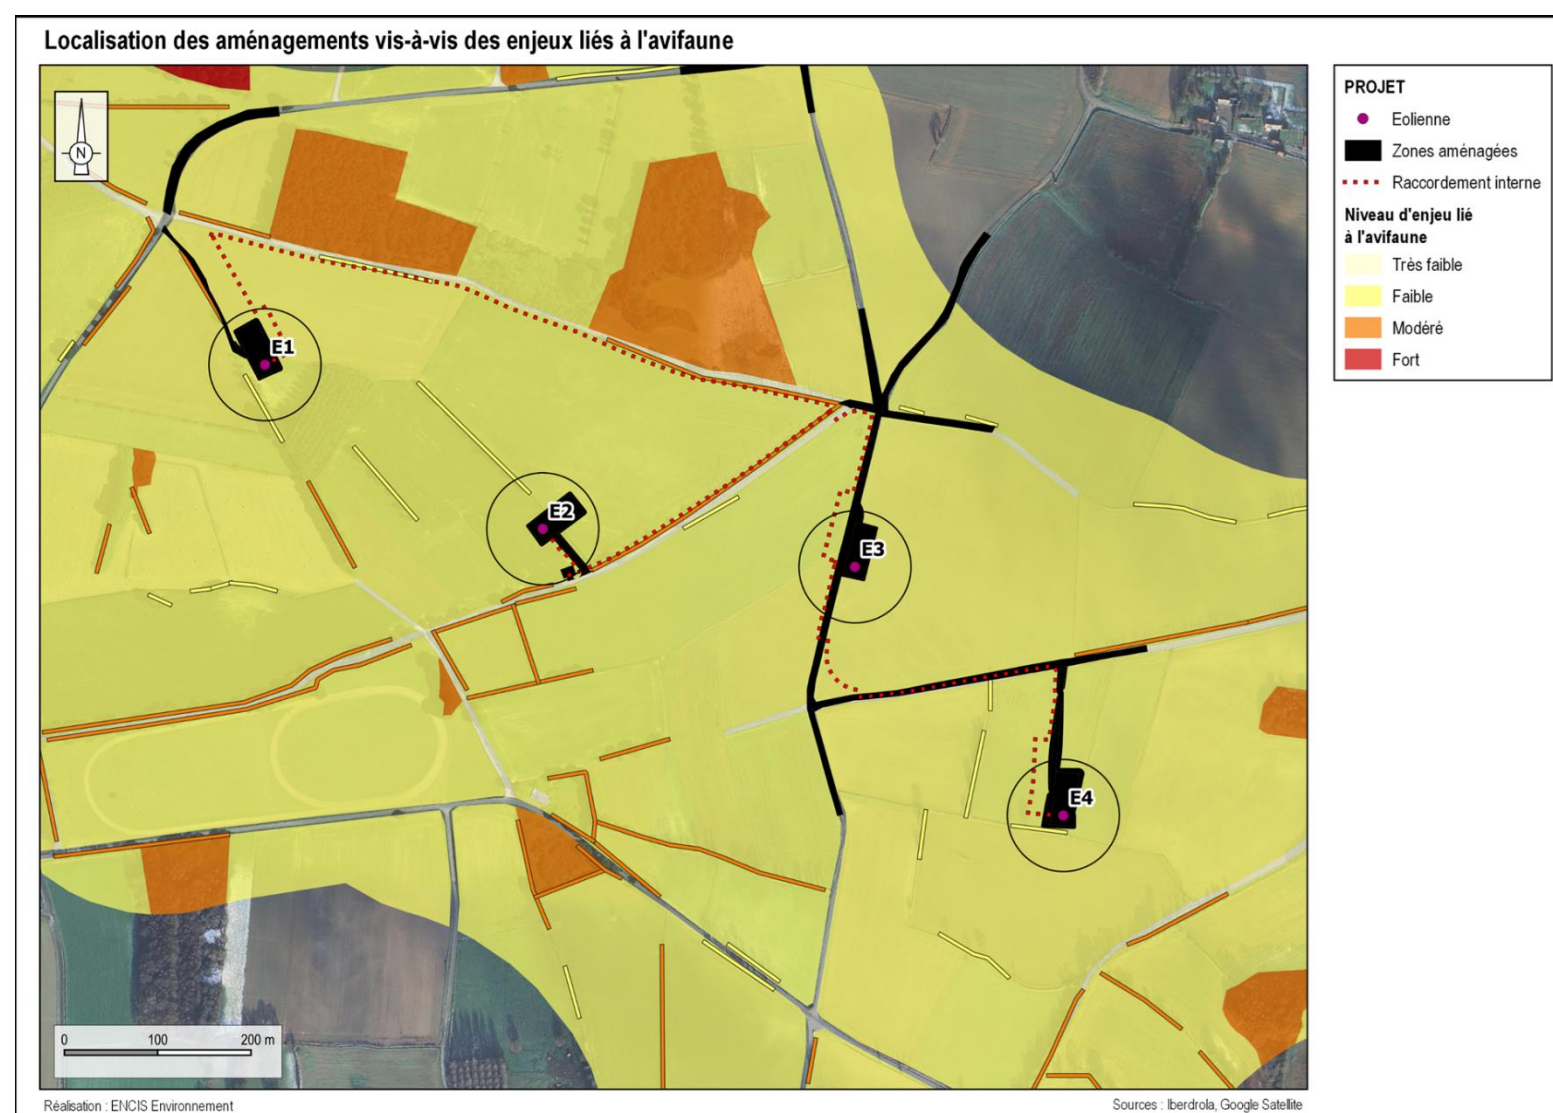 Localisation des aménagements vis-à-vis des enjeux liés à l'avifaune
N
E1
E2
E3
E4
0 100 200 m
PROJET
Eolienne
Zones aménagées
Raccordement interne
Niveau d'enjeu lié
à l'avifaune
Très faible
Faible
Modéré
Fort
Réalisation : ENCIS Environnement
Sources : Iberdrola, Google Satellite